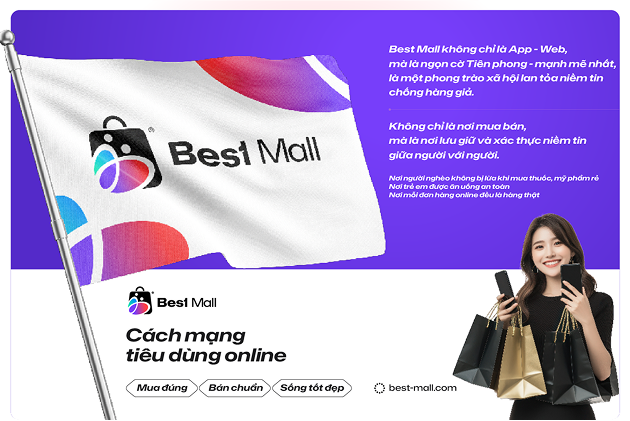 Best Mall không chỉ là App - Web,
mà là ngọn cờ Tiên phong - mạnh mẽ nhất,
là một phong trào xã hội lan tỏa niềm tin
chống hàng giả.
Không chỉ là nơi mua bán,
mà là nơi lưu giữ và xác thực niềm tin
giữa người với người.
Nơi người nghèo không bị lừa khi mua thuốc, mỹ phẩm rẻ
Nơi trẻ em được ăn uống an toàn
Nơi mỗi đơn hàng online đều là hàng thật
Best Mall
®
Best Mall
Cách mạng
tiêu dùng online
Mua đúng Bán chuẩn Sống tốt đẹp best-mall.com